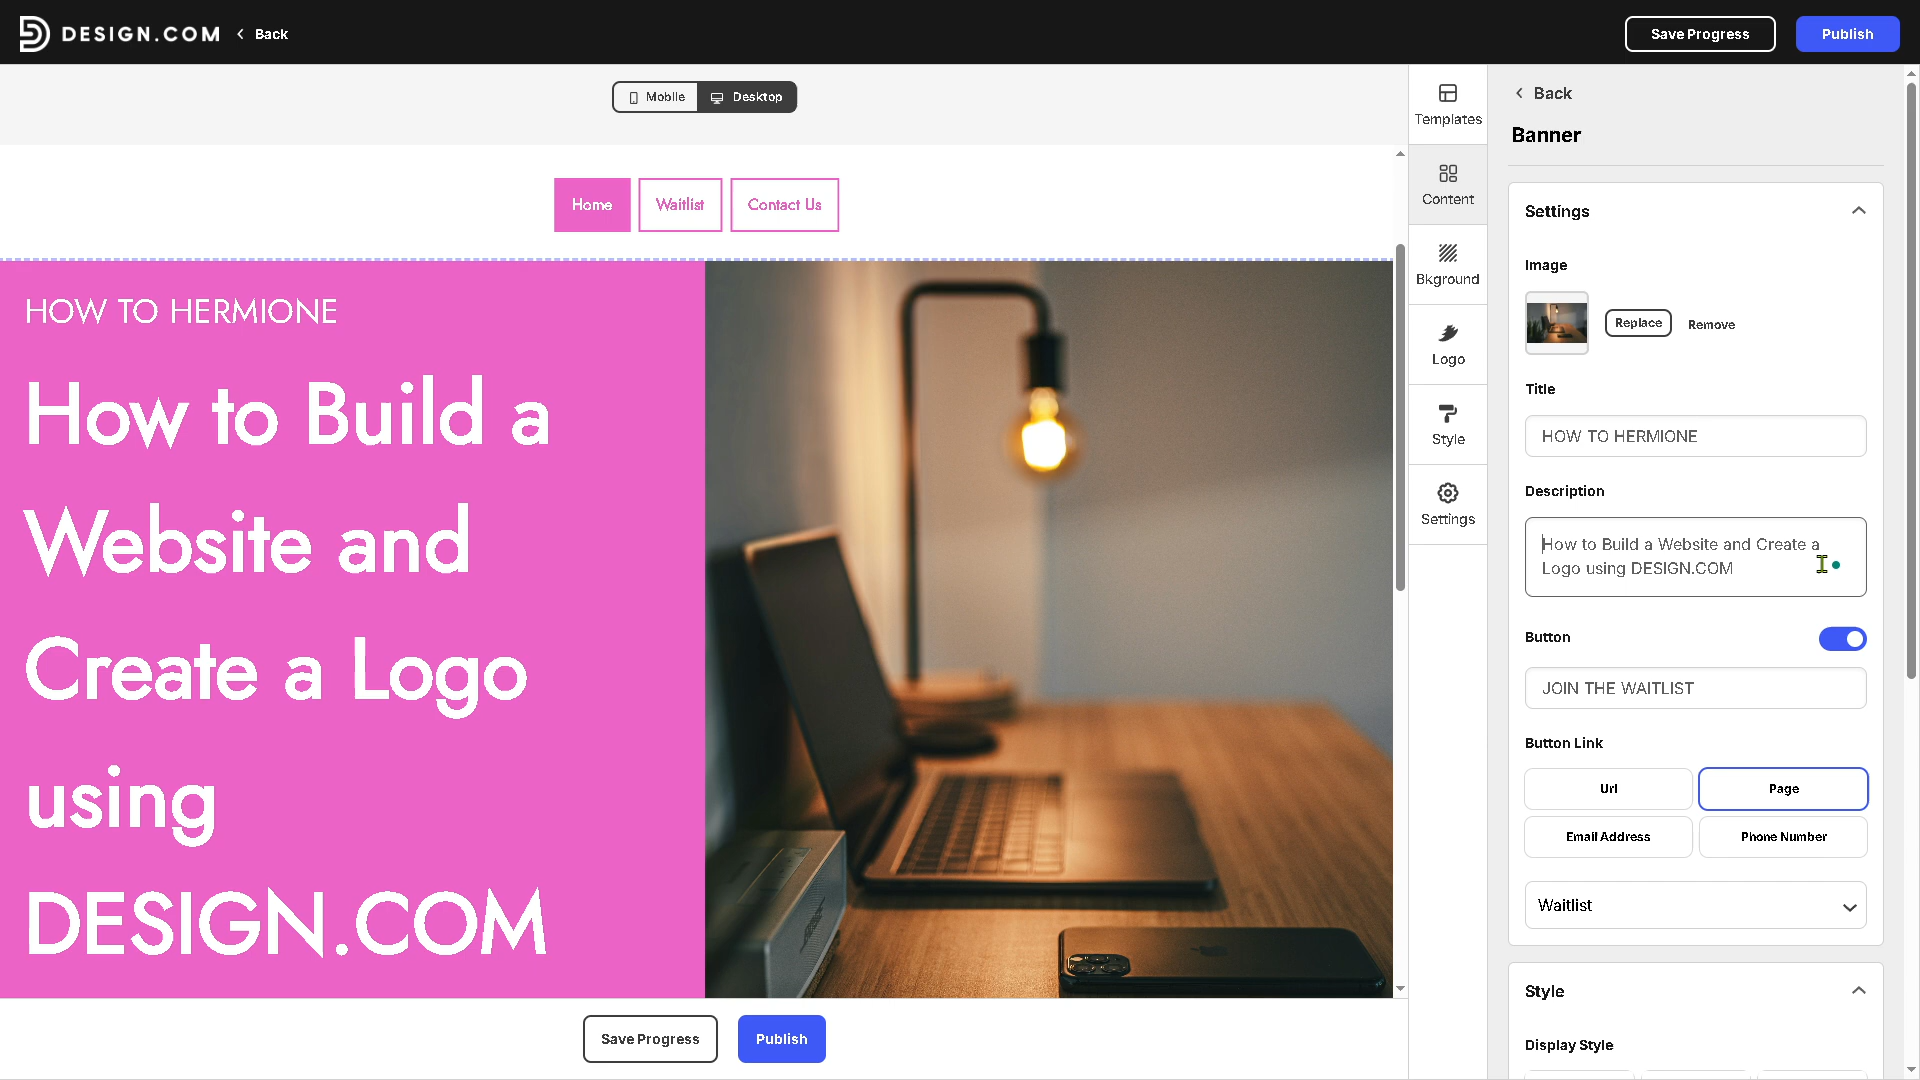 DESIGN.COM
Back
Save Progress
Publish
Mobile
Desktop
Home
Waitlist
Contact Us
HOW TO HERMIONE
How to Build a
Website and
Create a Logo
using
DESIGN.COM
Save Progress
Publish
Templates
Content
Bkground
Logo
Style
Settings
Back
Banner
Settings
Image
Replace
Remove
Title
HOW TO HERMIONE
Description
How to Build a Website and Create a
Logo using DESIGN.COM
Button
JOIN THE WAITLIST
Button Link
Url
Page
Email Address
Phone Number
Waitlist
Style
Display Style